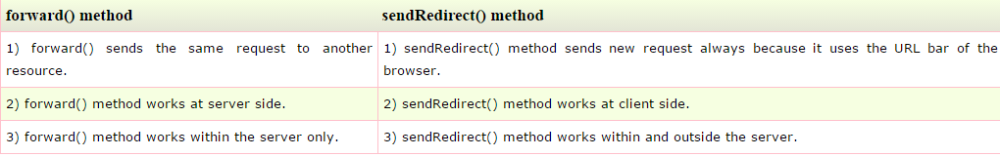 forward() method sendRedirect() method
1) forward() sends the same request to another
resource.
1) sendRedirect() method sends new request always because it uses the URL bar of the
browser.
2) forward() method works at server side. 2) sendRedirect() method works at client side.
3) forward() method works within the server only. 3) sendRedirect() method works within and outside the server.